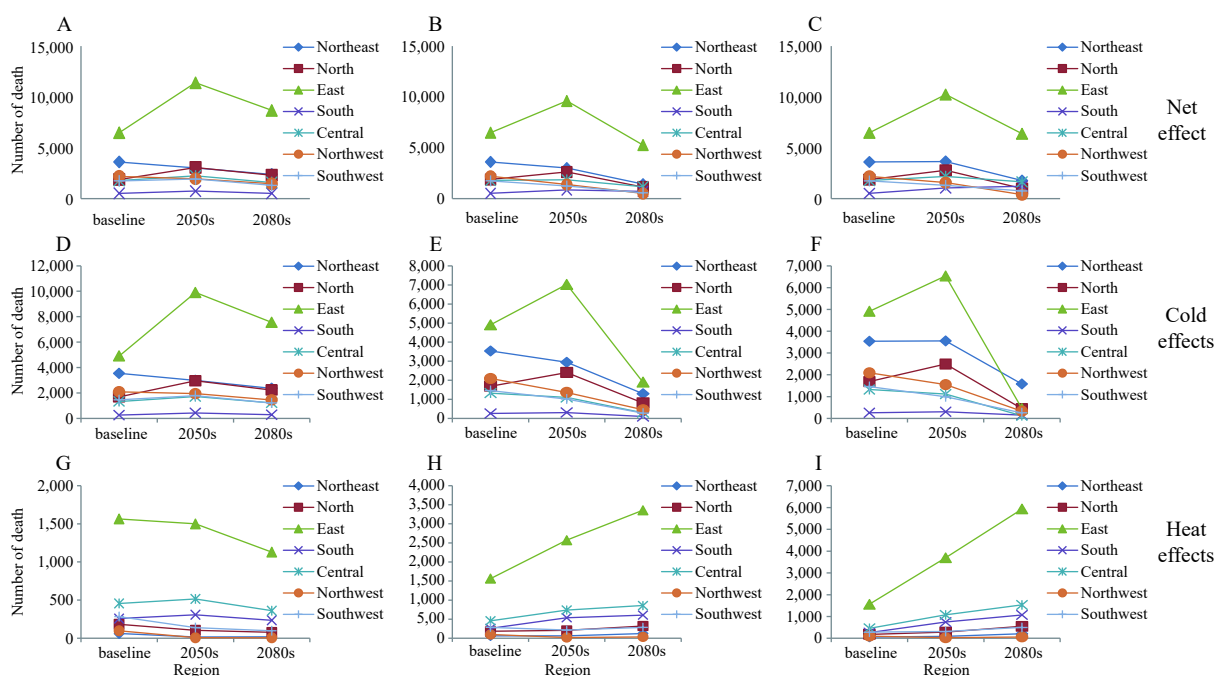 A
B
C
15,000
10,000
5,000
0
Number of death
baseline
2050s
2080s
Northeast
North
East
South
Central
Northwest
Southwest
15,000
10,000
5,000
0
baseline
2050s
2080s
Northeast
North
East
South
Central
Northwest
Southwest
15,000
10,000
5,000
0
baseline
2050s
2080s
Northeast
North
East
South
Central
Northwest
Southwest
Net
effect
D
E
F
12,000
10,000
8,000
6,000
4,000
2,000
0
Number of death
baseline
2050s
2080s
Northeast
North
East
South
Central
Northwest
Southwest
8,000
7,000
6,000
5,000
4,000
3,000
2,000
1,000
0
baseline
2050s
2080s
Northeast
North
East
South
Central
Northwest
Southwest
7,000
6,000
5,000
4,000
3,000
2,000
1,000
0
baseline
2050s
2080s
Northeast
North
East
South
Central
Northwest
Southwest
Cold
effects
G
H
I
2,000
1,500
1,000
500
0
Number of death
baseline
2050s
2080s
Region
Northeast
North
East
South
Central
Northwest
Southwest
4,000
3,500
3,000
2,500
2,000
1,500
1,000
500
0
baseline
2050s
2080s
Northeast
North
East
South
Central
Northwest
Southwest
7,000
6,000
5,000
4,000
3,000
2,000
1,000
0
baseline
2050s
2080s
Region
Northeast
North
East
South
Central
Northwest
Southwest
Heat
effects